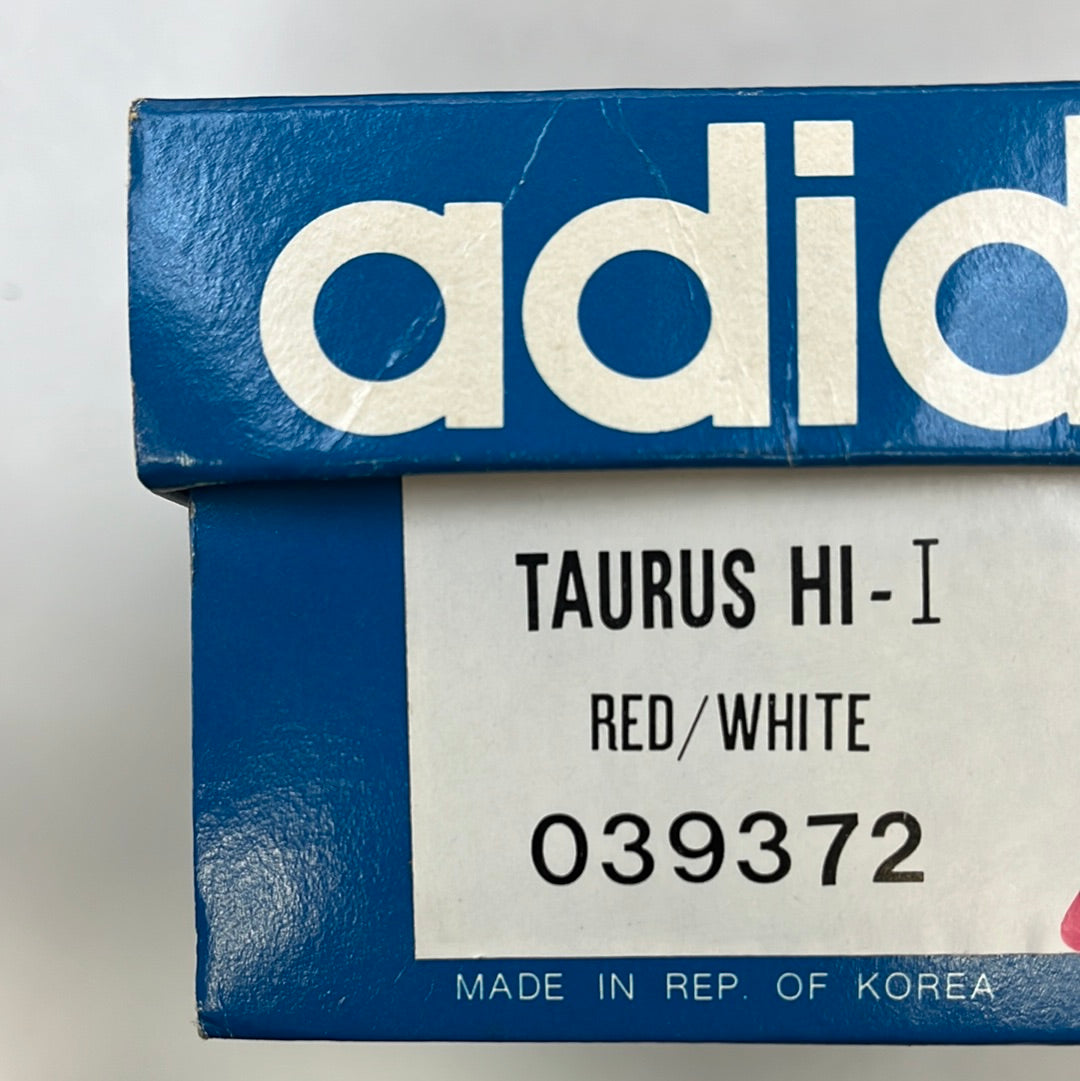 adid
TAURUS HI-I
RED/WHITE
039372
MADE IN REP. OF KOREA